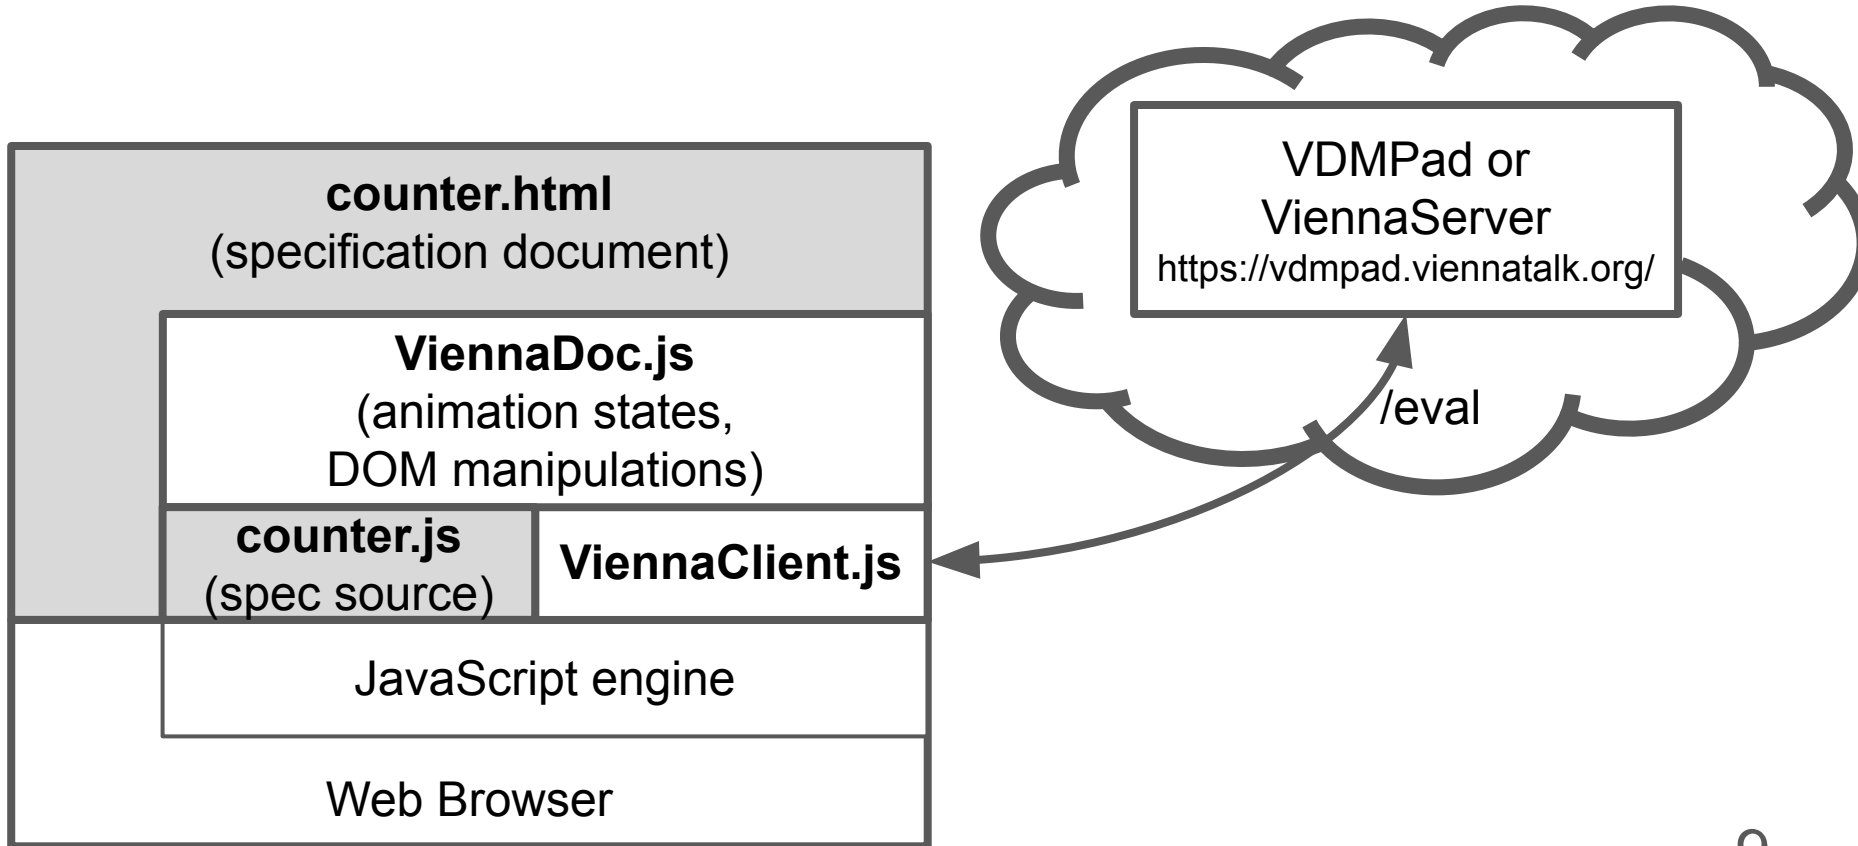 counter.html
(specification document)
ViennaDoc.js
(animation states,
DOM manipulations)
counter.js
(spec source)
ViennaClient.js
JavaScript engine
Web Browser
VDMPad or
ViennaServer
https://vdmpad.viennatalk.org/
/eval